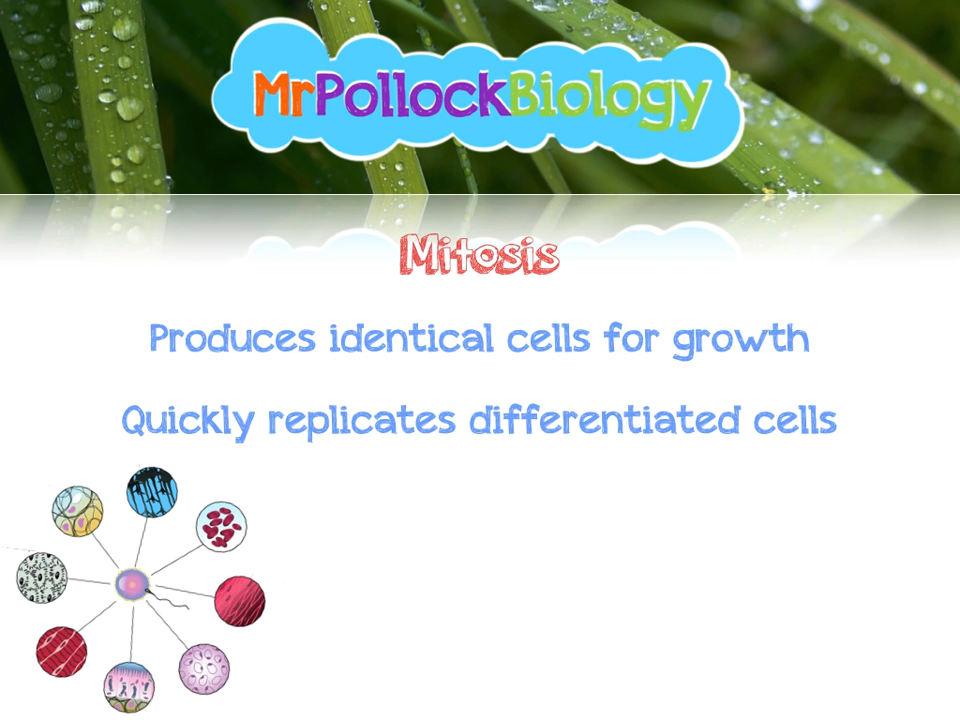 MrPollockBiology
Mitosis
Produces identical cells for growth
Quickly replicates differentiated cells